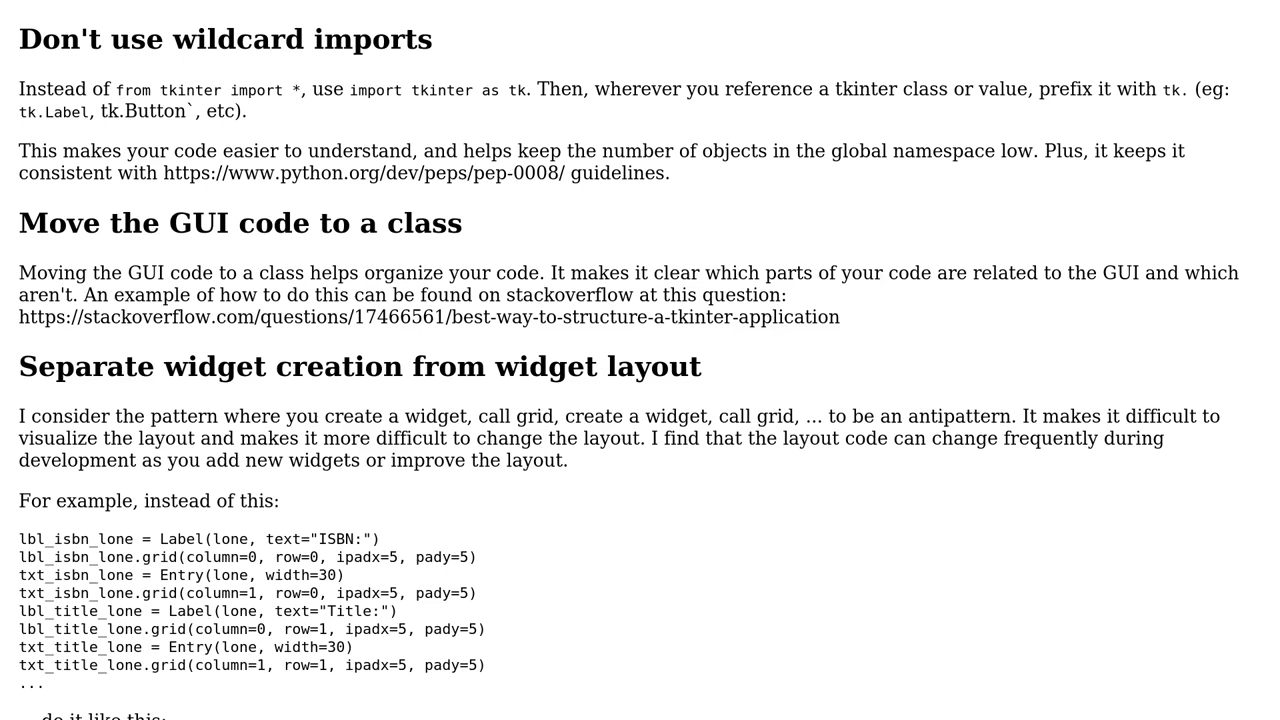 Don't use wildcard imports
Instead of from tkinter import *, use import tkinter as tk. Then, wherever you reference a tkinter class or value, prefix it with tk. (eg:
tk.Label, tk.Button`, etc).
This makes your code easier to understand, and helps keep the number of objects in the global namespace low. Plus, it keeps it
consistent with https://www.python.org/dev/peps/pep-0008/ guidelines.
Move the GUI code to a class
Moving the GUI code to a class helps organize your code. It makes it clear which parts of your code are related to the GUI and which
aren't. An example of how to do this can be found on stackoverflow at this question:
https://stackoverflow.com/questions/17466561/best-way-to-structure-a-tkinter-application
Separate widget creation from widget layout
I consider the pattern where you create a widget, call grid, create a widget, call grid, ... to be an antipattern. It makes it difficult to
visualize the layout and makes it more difficult to change the layout. I find that the layout code can change frequently during
development as you add new widgets or improve the layout.
For example, instead of this:
lbl_isbn_lone = Label(lone, text="ISBN:")
lbl_isbn_lone.grid(column=0, row=0, ipadx=5, pady=5)
txt_isbn_lone = Entry(lone, width=30)
txt_isbn_lone.grid(column=1, row=0, ipadx=5, pady=5)
lbl_title_lone = Label(lone, text="Title:")
lbl_title_lone.grid(column=0, row=1, ipadx=5, pady=5)
txt_title_lone = Entry(lone, width=30)
txt_title_lone.grid(column=1, row=1, ipadx=5, pady=5)
...
... do it like this: